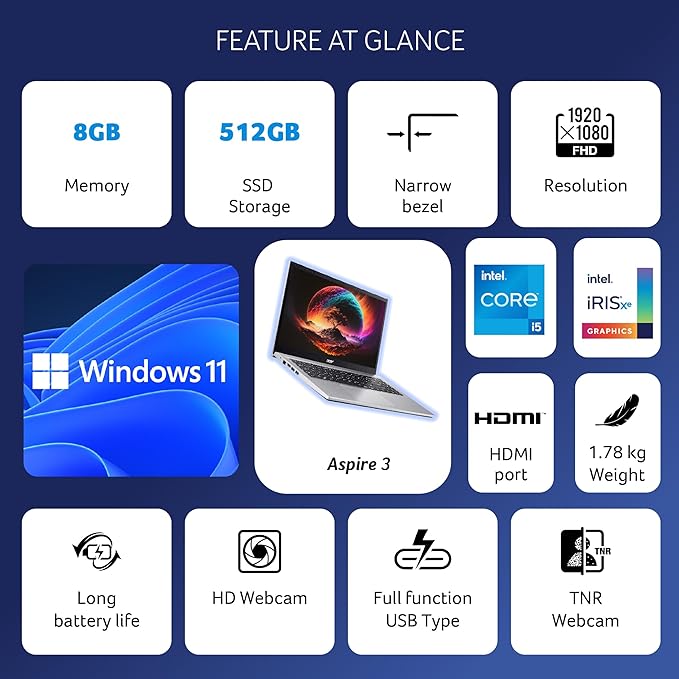 FEATURE AT GLANCE
8GB
Memory
512GB
SSD
Storage
Narrow
bezel
1920
×1080
FHD
Resolution
Windows 11
acer
Aspire 3
intel.
CORE
i5
intel.
iRISxe
GRAPHICS
HDMI
HDMI
port
1.78 kg
Weight
Long
battery life
HD Webcam
Full function
USB Type
TNR
TNR
Webcam